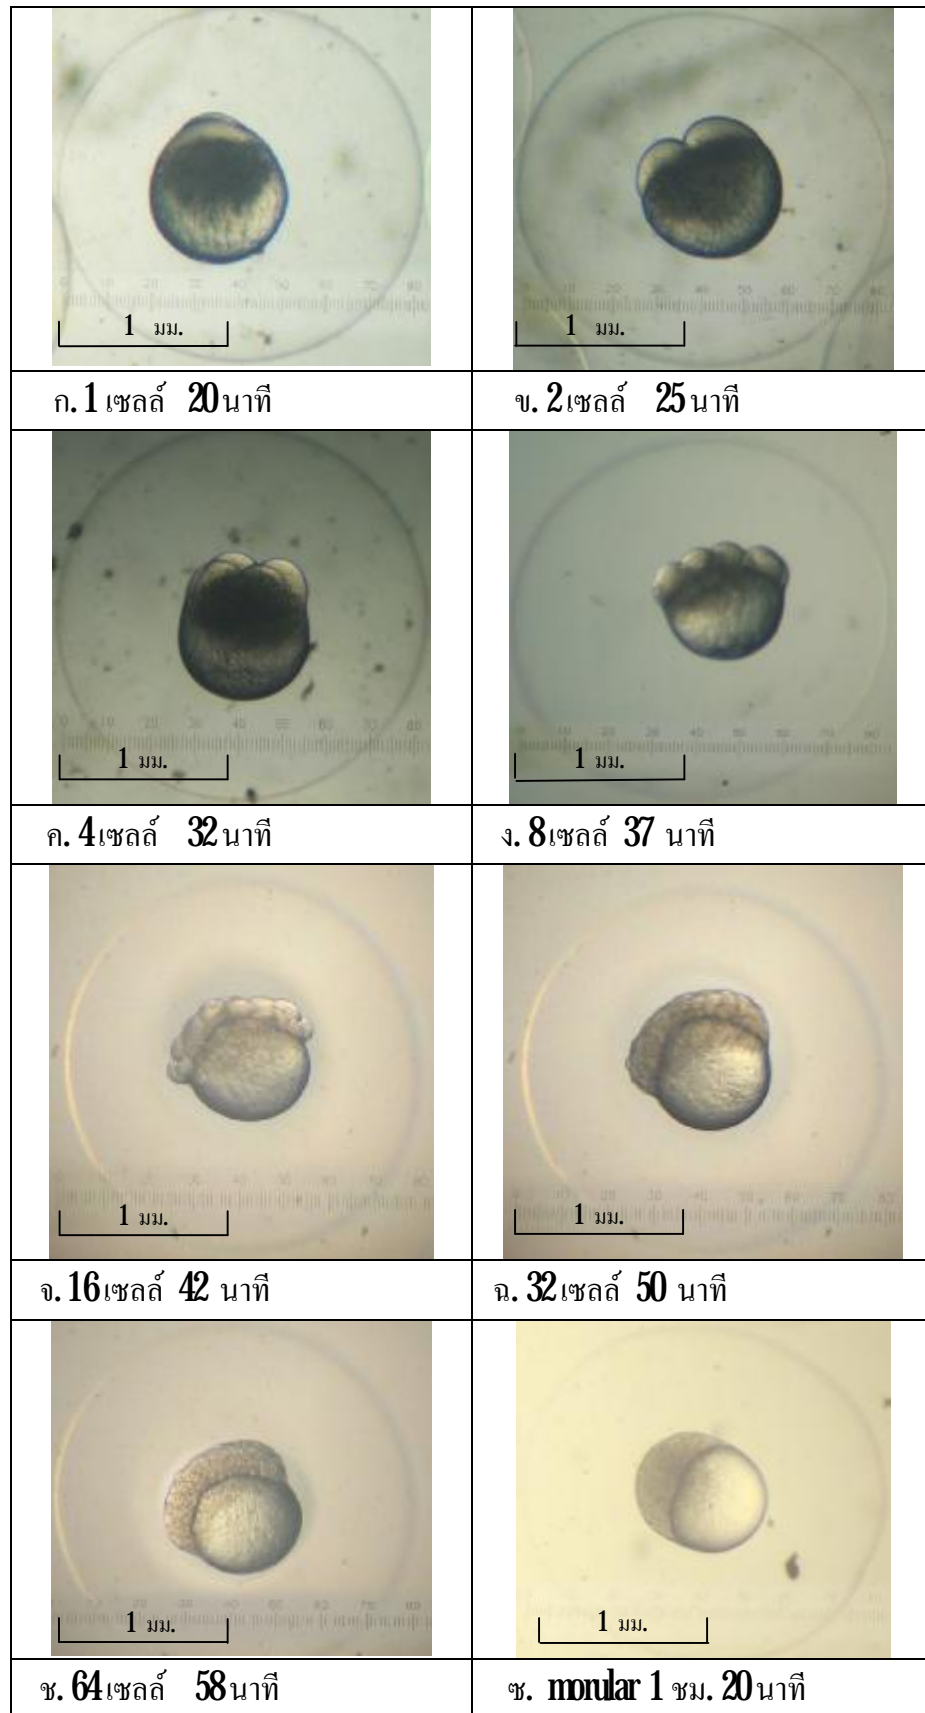 1 มม.
1 มม.
ก. 1 เซลล์ 20 นาที
ข. 2 เซลล์ 25 นาที
1 มม.
1 มม.
ค. 4 เซลล์ 32 นาที
ง. 8 เซลล์ 37 นาที
1 มม.
1 มม.
จ. 16 เซลล์ 42 นาที
ฉ. 32 เซลล์ 50 นาที
1 มม.
1 มม.
ช. 64 เซลล์ 58 นาที
ซ. morular 1 ชม. 20 นาที